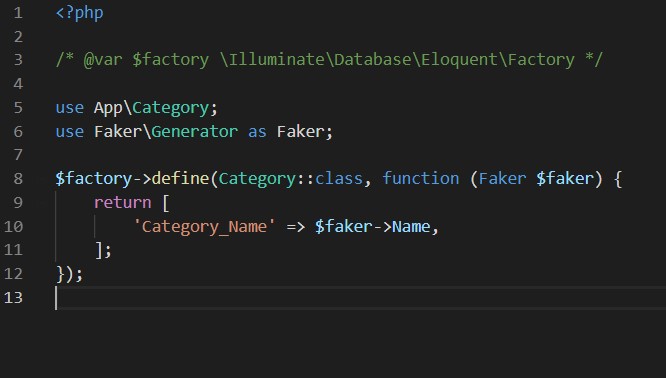 1 <?php
2
3 /* @var $factory \Illuminate\Database\Eloquent\Factory */
4
5 use App\Category;
6 use Faker\Generator as Faker;
7
8 $factory->define(Category::class, function (Faker $faker) {
9     return [
10         'Category_Name' => $faker->Name,
11     ];
12 });
13